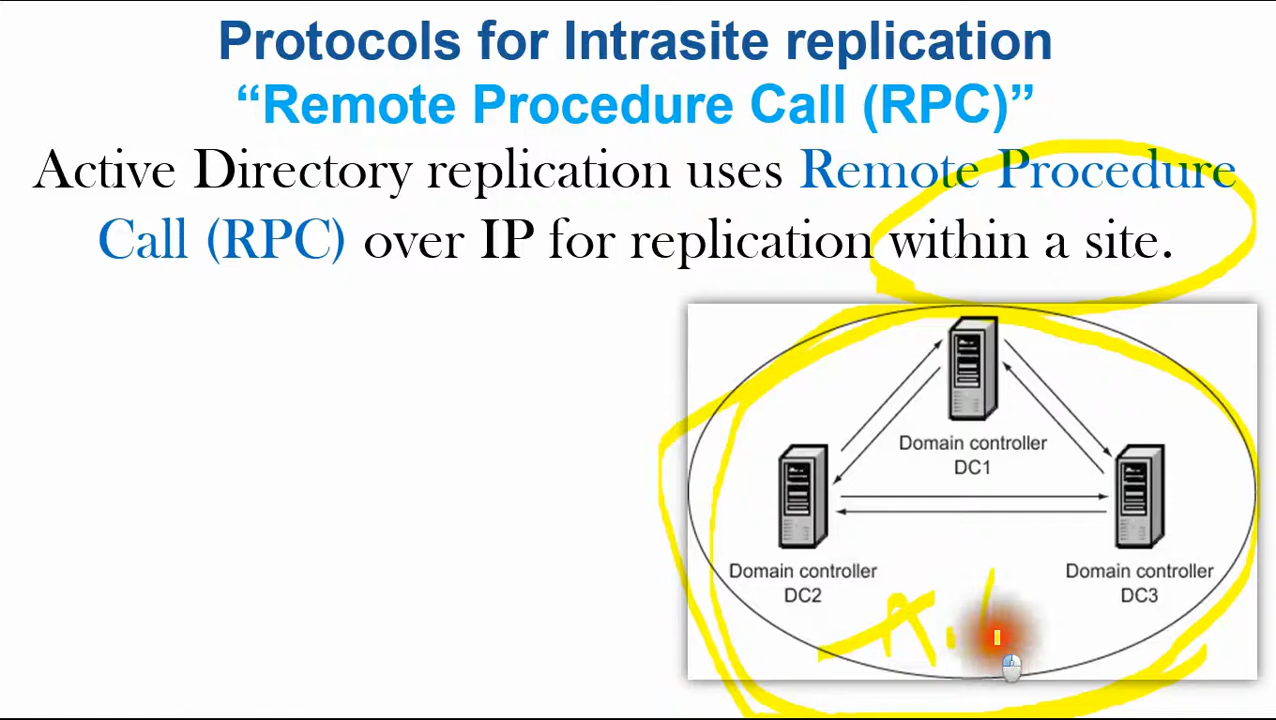 Protocols for Intrasite replication
“Remote Procedure Call (RPC)”
Active Directory replication uses Remote Procedure
Call (RPC) over IP for replication within a site.
Domain controller
DC1
Domain controller
DC2
Domain controller
DC3